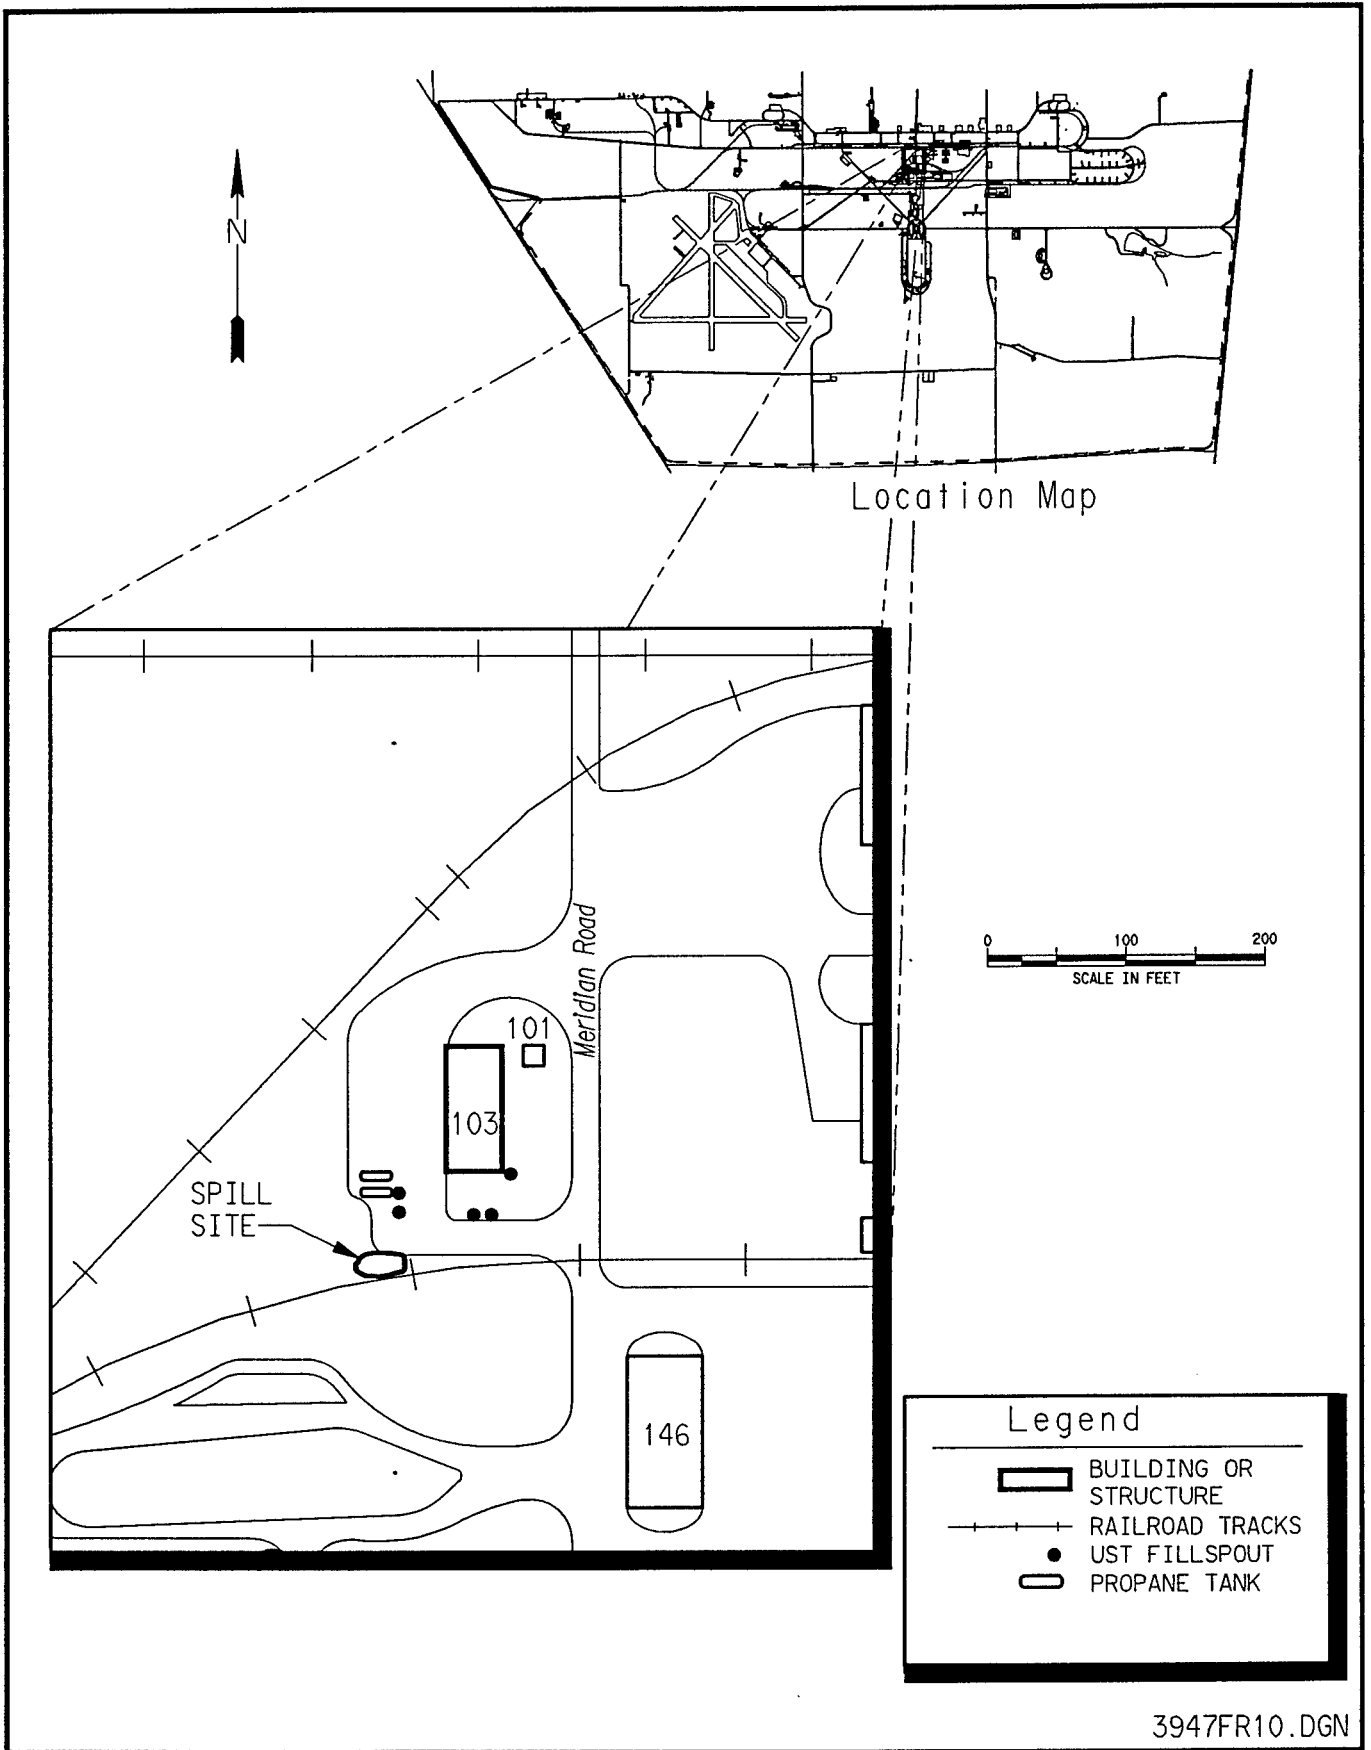 N
Location Map
Meridian Road
0 100 200
SCALE IN FEET
101
103
SPILL
SITE
146
Legend
BUILDING OR
STRUCTURE
RAILROAD TRACKS
UST FILLSPOUT
PROPANE TANK
3947FR10.DGN